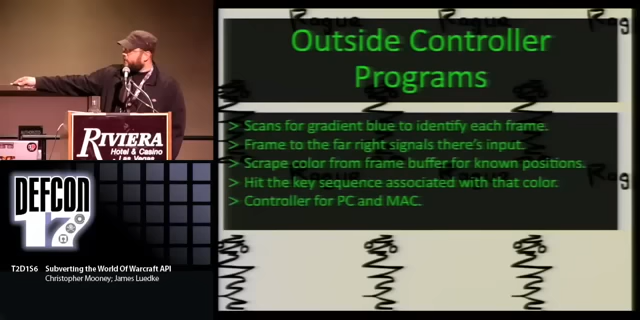 Rogue Rogue Rog
Outside Controller
Programs
> Scans for gradient blue to identify each frame.
> Frame to the far right signals there's input.
> Scrape color from frame buffer for known positions.
> Hit the key sequence associated with that color.
> Controller for PC and MAC.
Rog
RIVIERA
Hotel & Casino
Las Vegas
DEFCON
17
T2D1S6 Subverting the World Of Warcraft API
Christopher Mooney; James Luedke